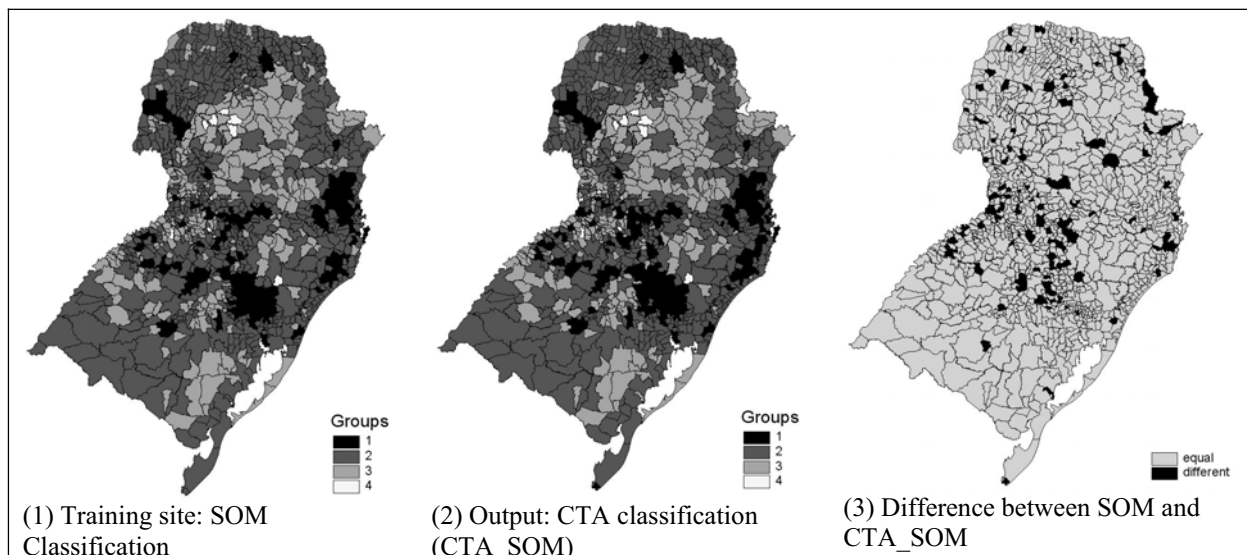 Groups
1
2
3
4
(1) Training site: SOM
Classification
Groups
1
2
3
4
(2) Output: CTA classification
(CTA_SOM)
equal
different
(3) Difference between SOM and
CTA_SOM